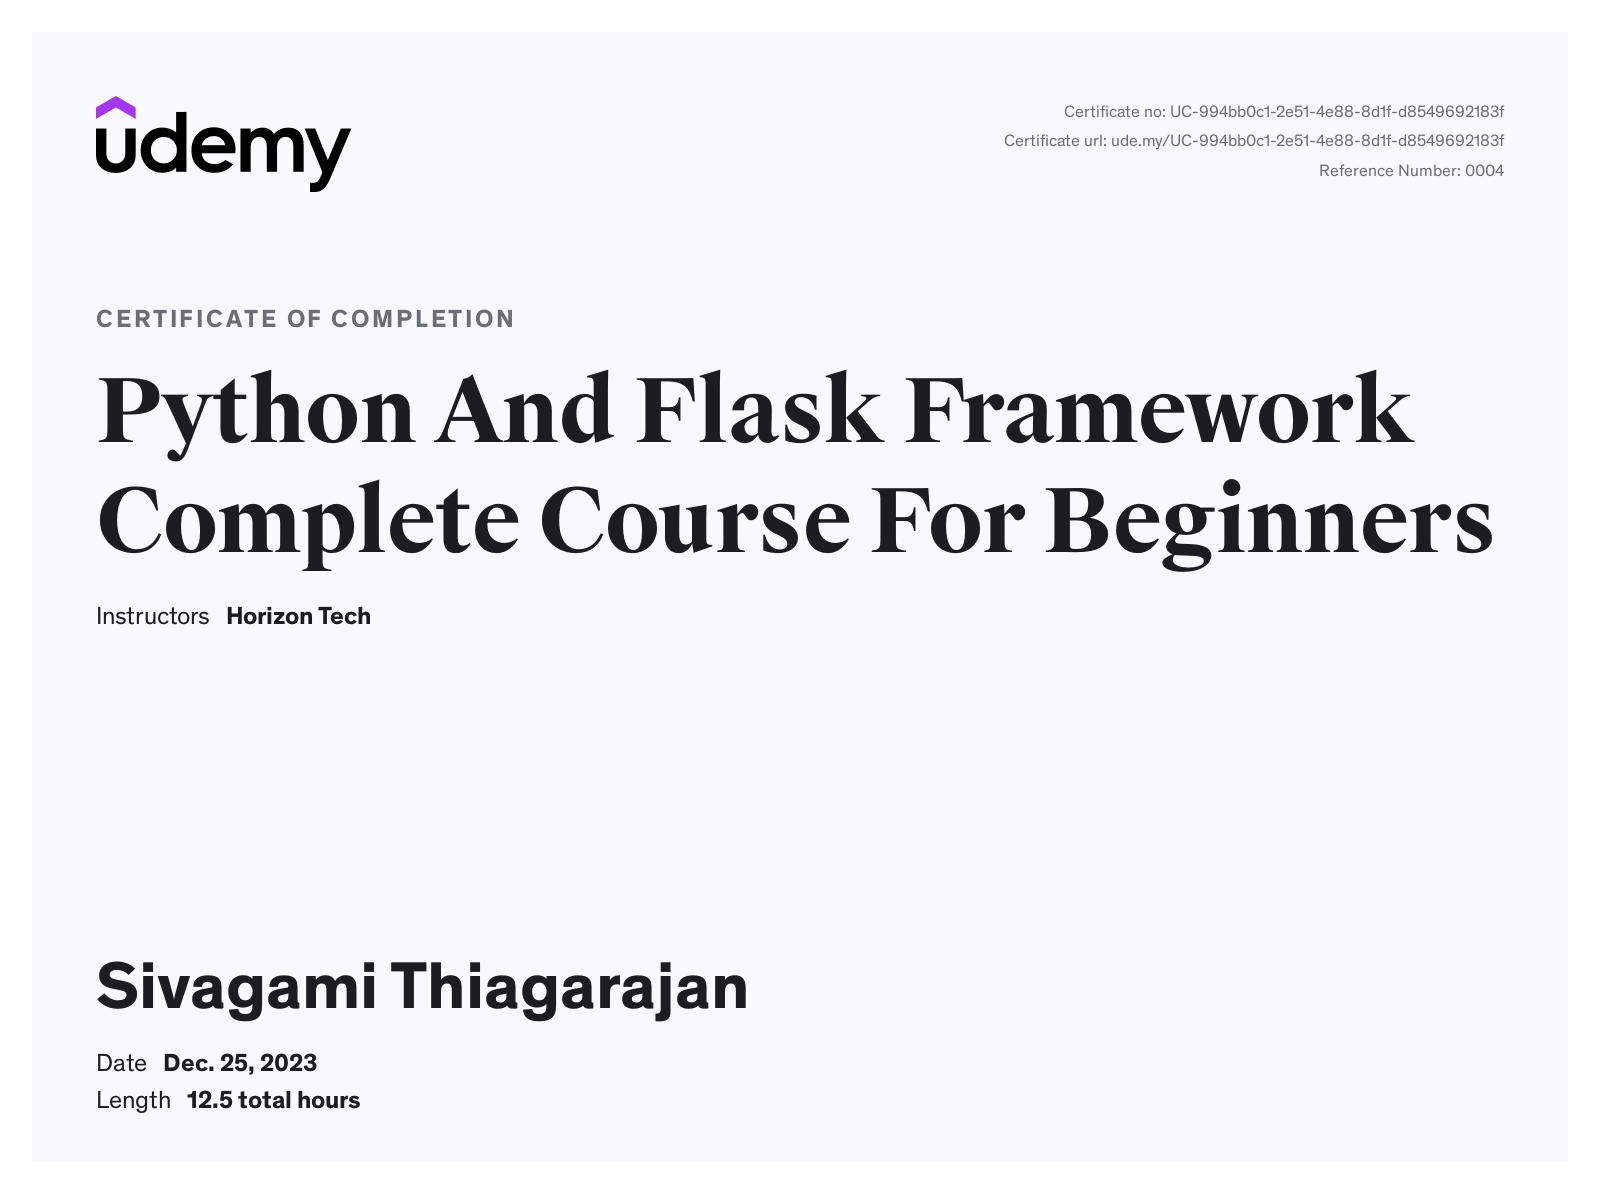 udemy
Certificate no: UC-994bb0c1-2e51-4e88-8d1f-d8549692183f
Certificate url: ude.my/UC-994bb0c1-2e51-4e88-8d1f-d8549692183f
Reference Number: 0004
CERTIFICATE OF COMPLETION
Python And Flask Framework
Complete Course For Beginners
Instructors Horizon Tech
Sivagami Thiagarajan
Date Dec. 25, 2023
Length 12.5 total hours